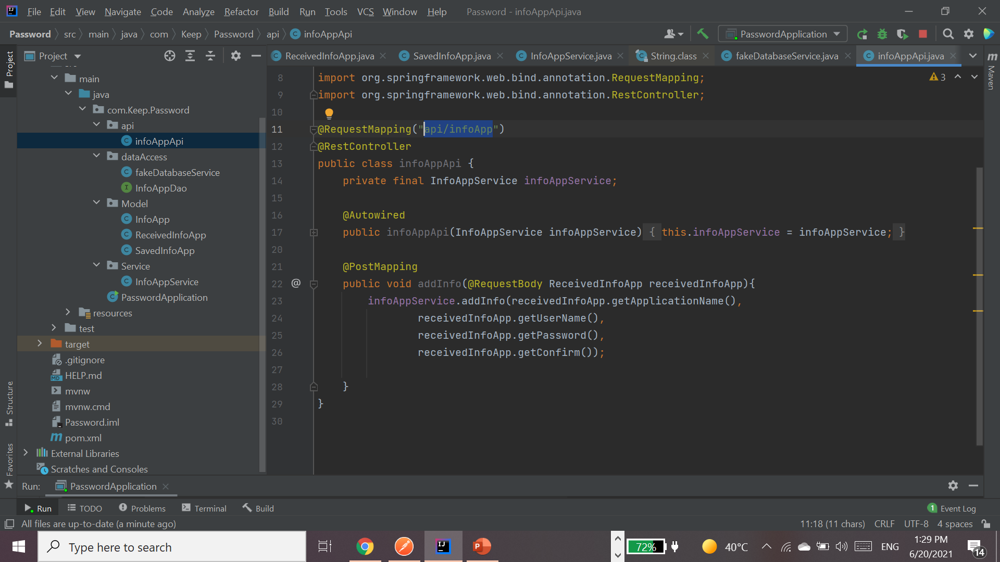 File Edit View Navigate Code Analyze Refactor Build Run Tools VCS Window Help Password - infoAppApi.java
Password src main java com Keep Password api infoAppApi PasswordApplication
Project ReceivedInfoApp.java SavedInfoApp.java InfoAppService.java String.class fakeDatabaseService.java infoAppApi.java
Project
Maven
main
java
com.Keep.Password
api
infoAppApi
dataAccess
fakeDatabaseService
InfoAppDao
Model
InfoApp
ReceivedInfoApp
SavedInfoApp
Service
InfoAppService
PasswordApplication
resources
test
target
.gitignore
HELP.md
mvnw
mvnw.cmd
Password.iml
pom.xml
External Libraries
Scratches and Consoles
Structure
Favorites
3
8 import org.springframework.web.bind.annotation.RequestMapping;
9 import org.springframework.web.bind.annotation.RestController;
10
11 @RequestMapping("api/infoApp")
12 @RestController
13 public class infoAppApi {
14 private final InfoAppService infoAppService;
15
16 @Autowired
17 public infoAppApi(InfoAppService infoAppService) { this.infoAppService = infoAppService; }
20
21 @PostMapping
22 @ public void addInfo(@RequestBody ReceivedInfoApp receivedInfoApp){
23 infoAppService.addInfo(receivedInfoApp.getApplicationName(),
24 receivedInfoApp.getUserName(),
25 receivedInfoApp.getPassword(),
26 receivedInfoApp.getConfirm());
27
28 }
29 }
30
Run: PasswordApplication
Run TODO Problems Terminal Build 1 Event Log
All files are up-to-date (a minute ago) 11:18 (11 chars) CRLF UTF-8 4 spaces
Type here to search 72% 40°C ENG 1:29 PM
6/20/2021 14